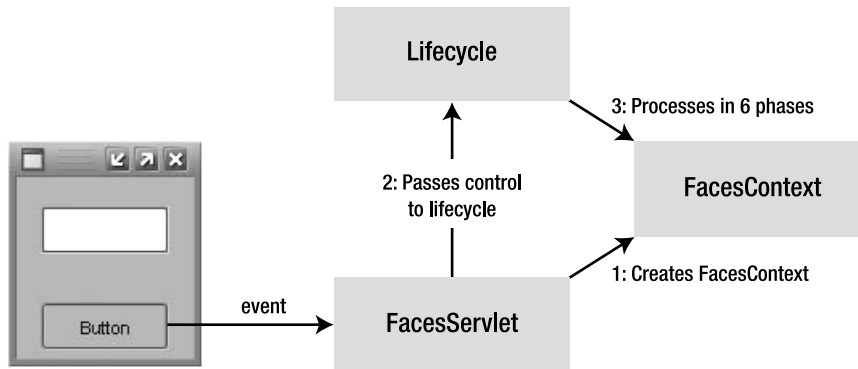 Lifecycle
3: Processes in 6 phases
2: Passes control
to lifecycle
FacesContext
1: Creates FacesContext
event
Button
FacesServlet